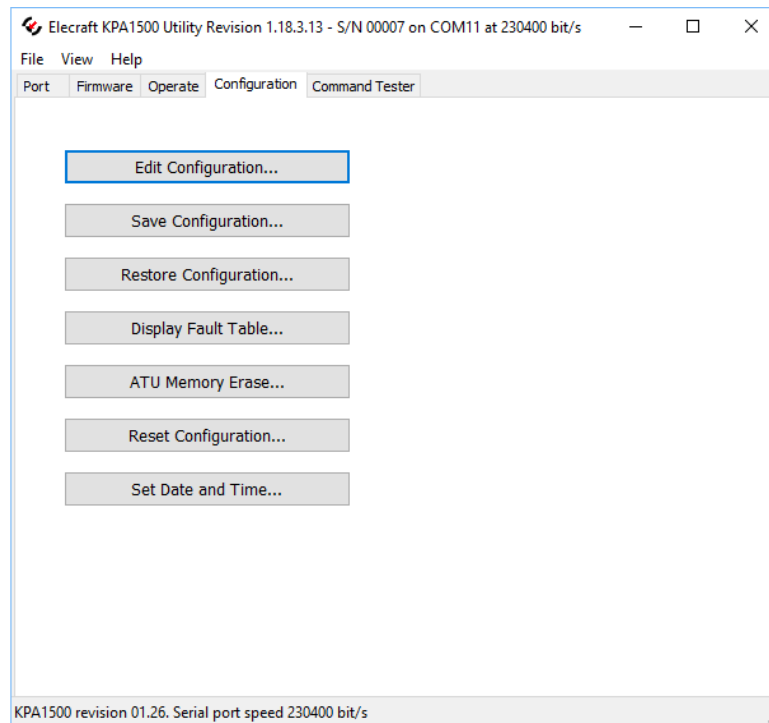 Elecraft KPA1500 Utility Revision 1.18.3.13 - S/N 00007 on COM11 at 230400 bit/s
File View Help
Port Firmware Operate Configuration Command Tester
Edit Configuration...
Save Configuration...
Restore Configuration...
Display Fault Table...
ATU Memory Erase...
Reset Configuration...
Set Date and Time...
KPA1500 revision 01.26. Serial port speed 230400 bit/s